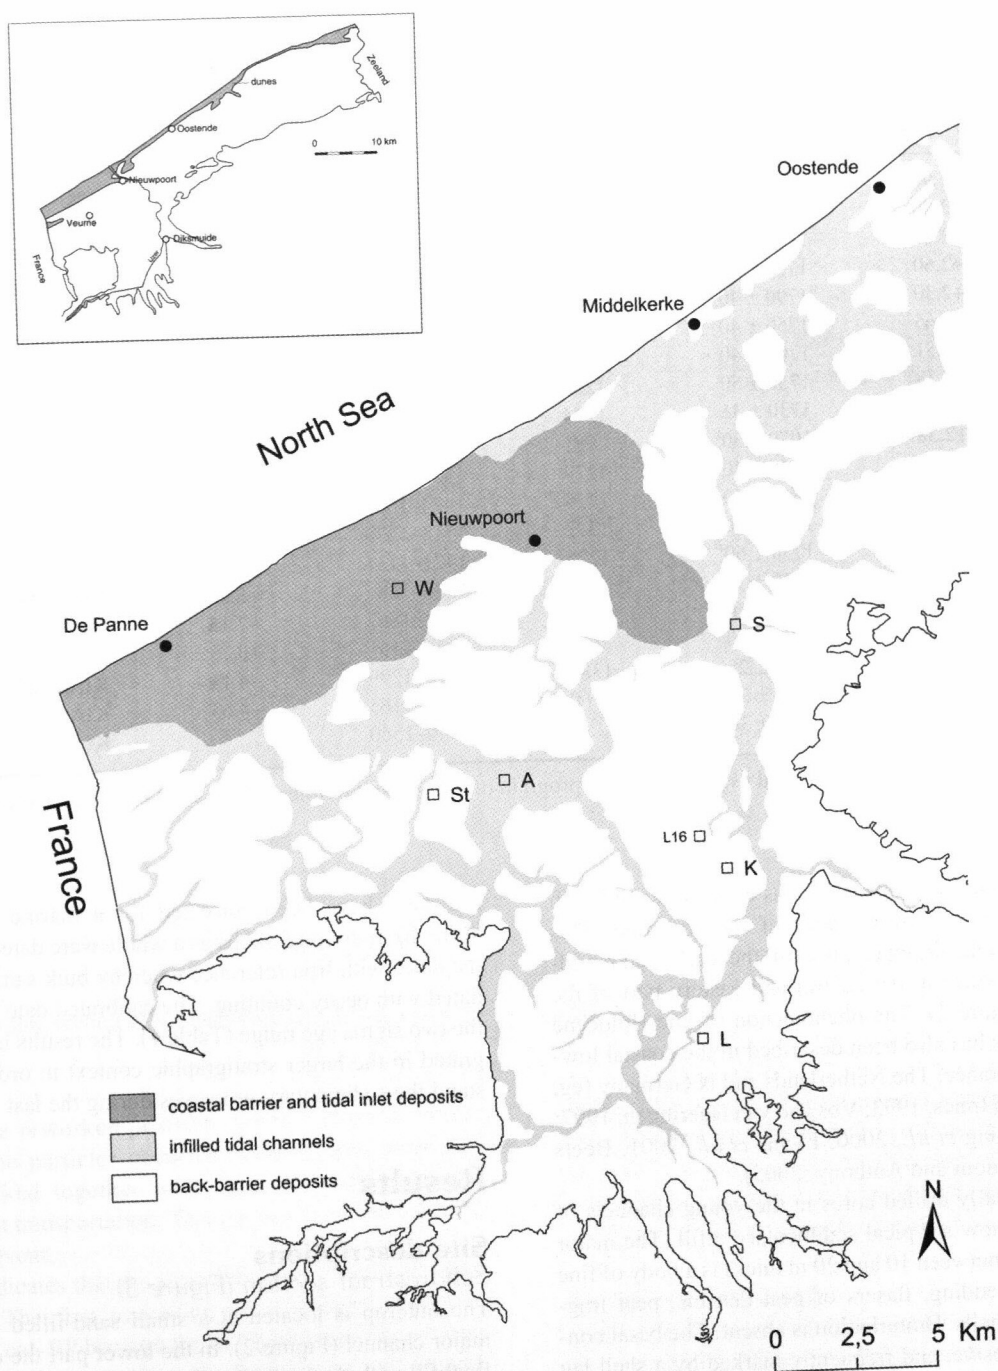 Zeeland
dunes
Oostende
0 10 km
Nieuwpoort
Veurne
Diksmuide
France
Oostende
Middelkerke
North Sea
Nieuwpoort
W
De Panne
S
A
St
France
L16
K
L
coastal barrier and tidal inlet deposits
infilled tidal channels
back-barrier deposits
N
0 2,5 5 Km